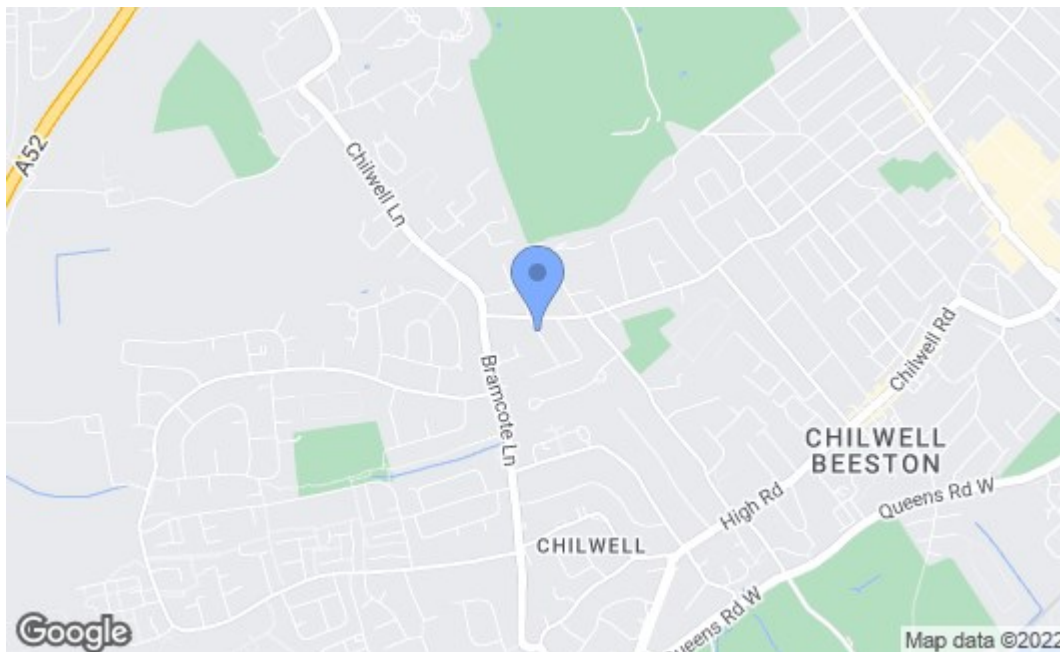 A52
Chilwell Ln
Bramcote Ln
Chilwell Rd
CHILWELL
BEESTON
High Rd
Queens Rd W
CHILWELL
Queens Rd W
Google
Map data ©2022